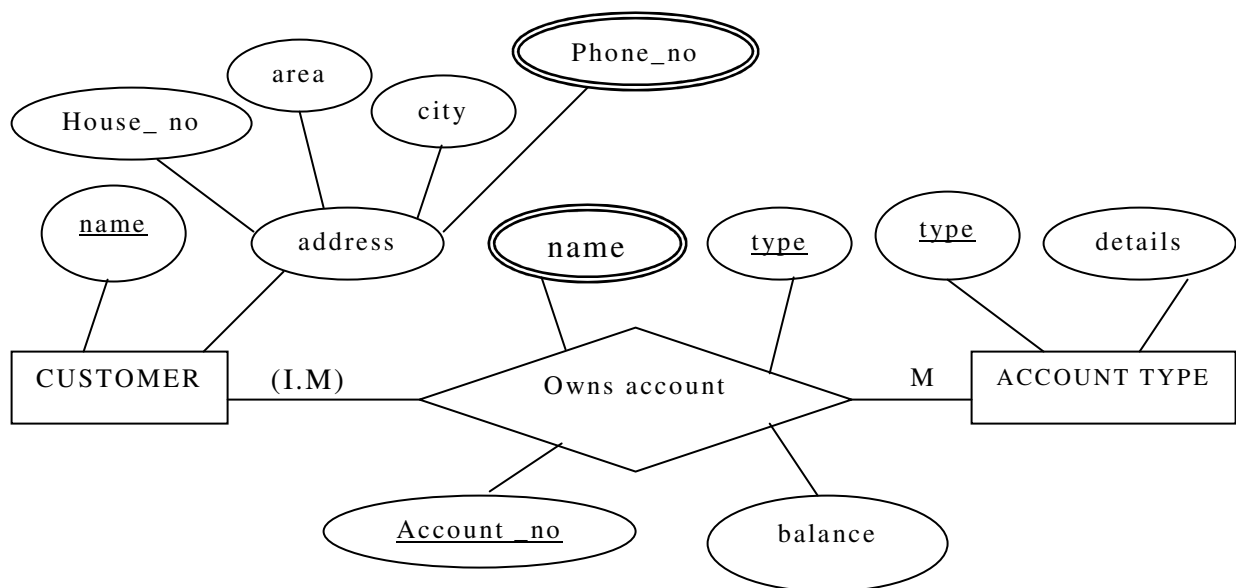 Phone_no
area
city
House_ no
name
address
name
type
type
details
CUSTOMER
(I.M)
Owns account
M
ACCOUNT TYPE
Account _no
balance